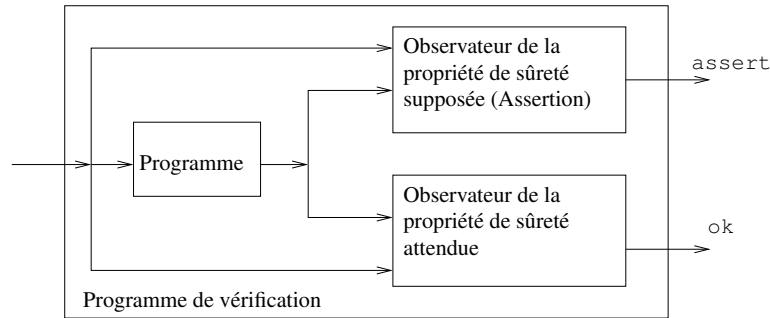 Observateur de la
propriété de sûreté
supposée (Assertion)
assert
Programme
Observateur de la
propriété de sûreté
attendue
ok
Programme de vérification